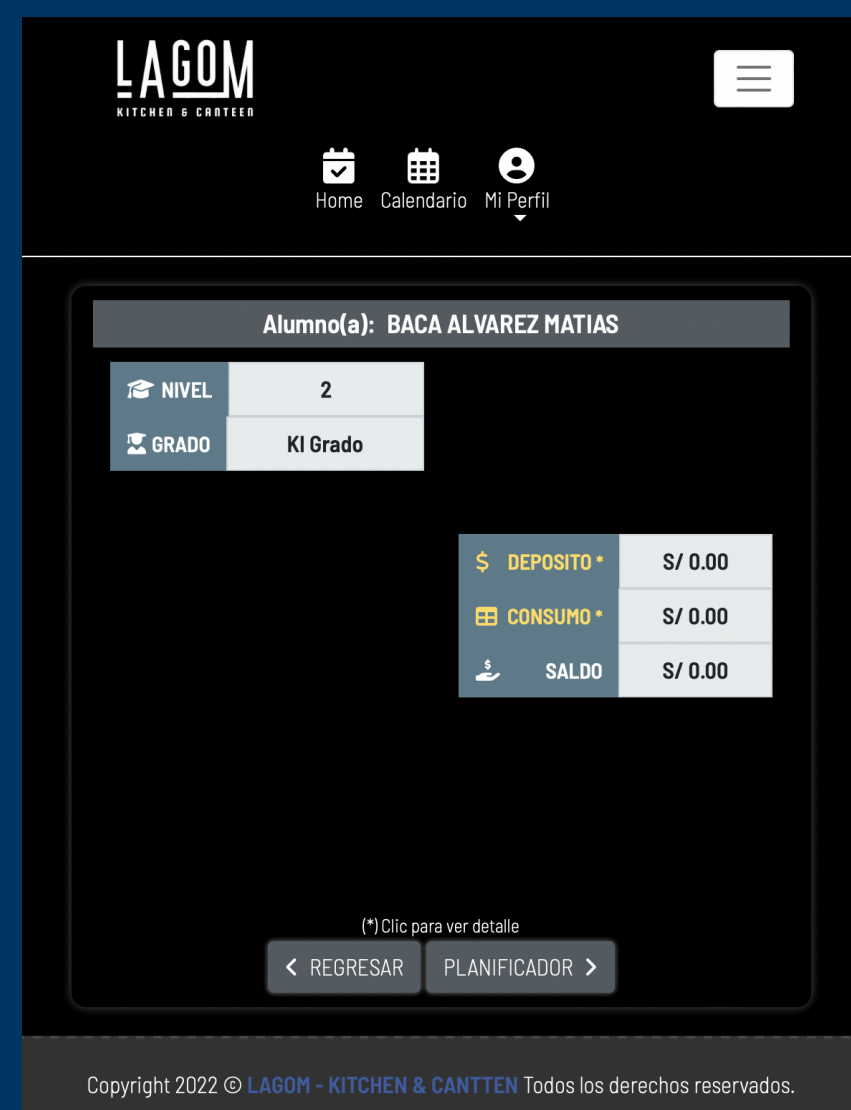 LAGOM
KITCHEN & CANTEEN
Home Calendario Mi Perfil
Alumno(a): BACA ALVAREZ MATIAS
NIVEL 2
GRADO KI Grado
$ DEPOSITO * S/ 0.00
CONSUMO * S/ 0.00
SALDO S/ 0.00
(*) Clic para ver detalle
REGRESAR PLANIFICADOR
Copyright 2022 © LAGOM - KITCHEN & CANTTEN Todos los derechos reservados.